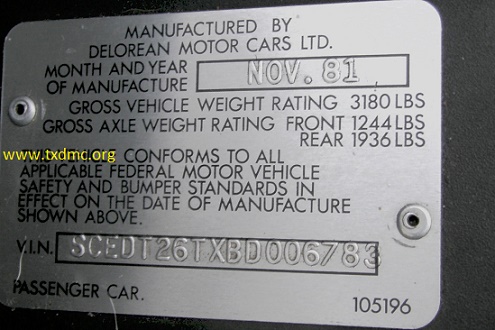 MANUFACTURED BY
DELOREAN MOTOR CARS LTD.
MONTH AND YEAR
OF MANUFACTURE NOV. 81
GROSS VEHICLE WEIGHT RATING 3180 LBS
GROSS AXLE WEIGHT RATING FRONT 1244 LBS
REAR 1936 LBS
www.txdmc.org
CONFORMS TO ALL
APPLICABLE FEDERAL MOTOR VEHICLE
SAFETY AND BUMPER STANDARDS IN
EFFECT ON THE DATE OF MANUFACTURE
SHOWN ABOVE.
V.I.N. SCEDT26TXBD006783
PASSENGER CAR. 105196